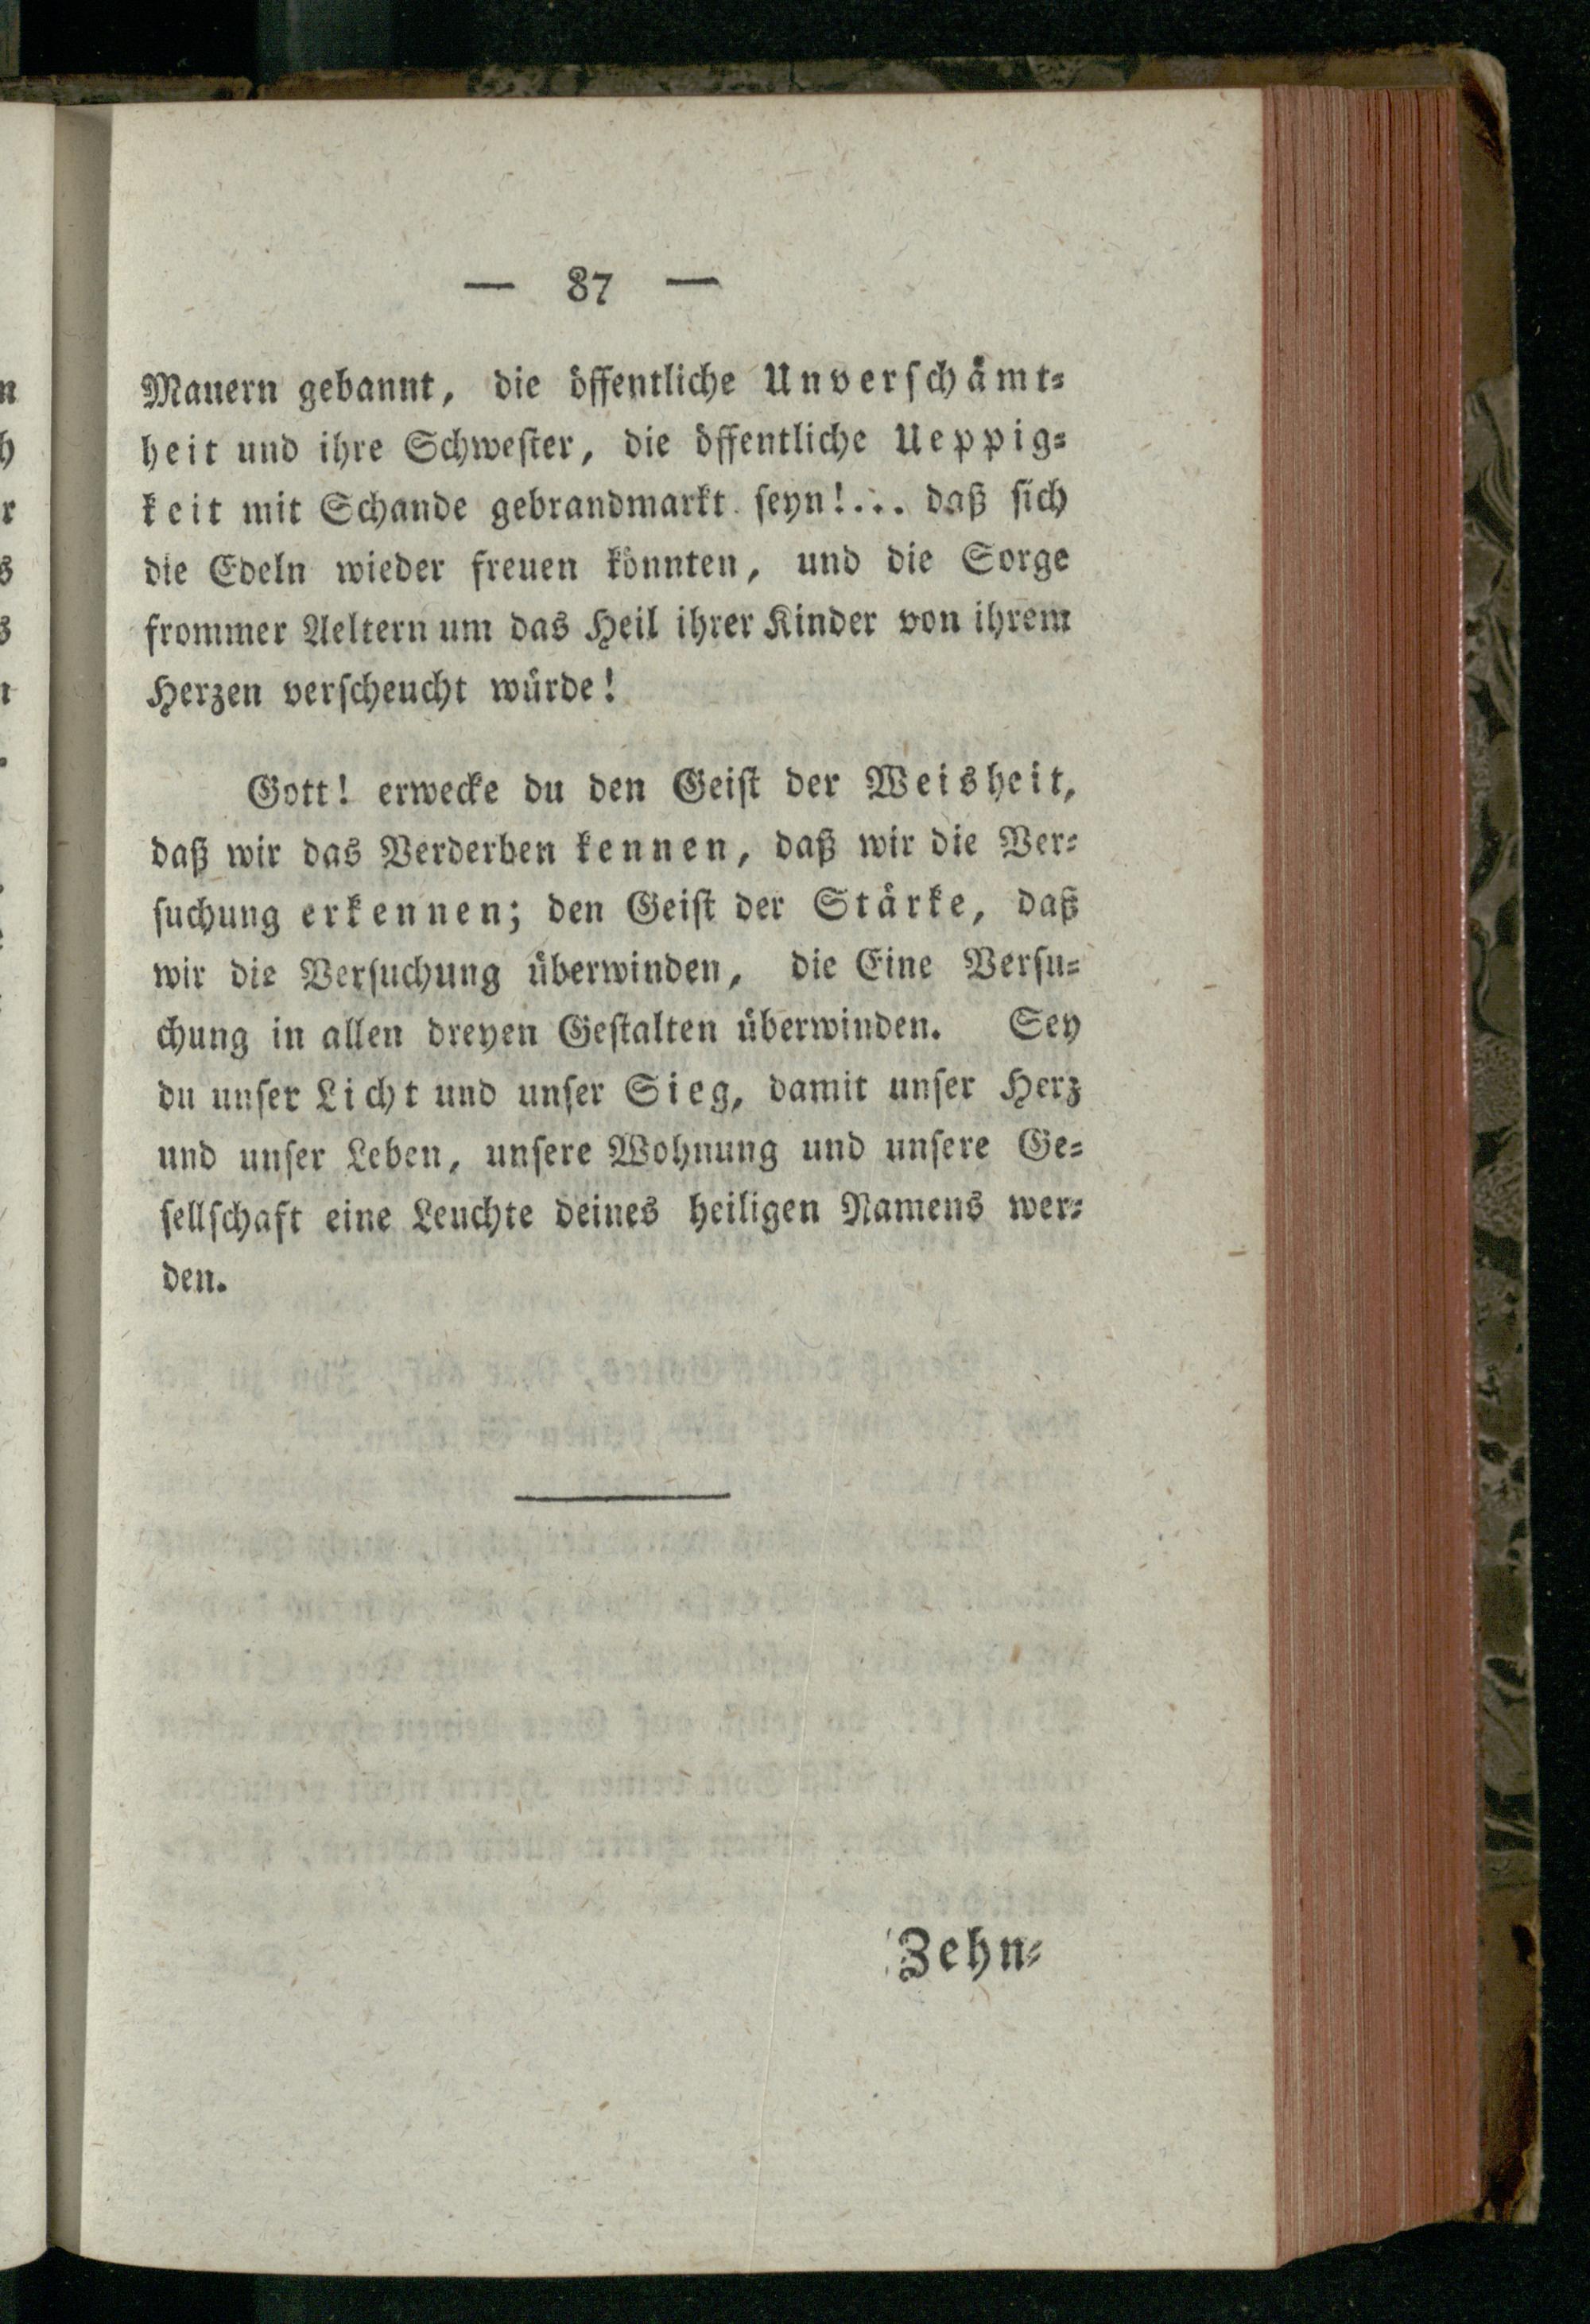 — 87 —
Mauern gebannt, die öffentliche Unverschämt⸗
heit und ihre Schwester, die öffentliche Ueppig⸗
keit mit Schande gebrandmarkt seyn!... daß sich
die Edeln wieder freuen könnten, und die Sorge
frommer Aeltern um das Heil ihrer Kinder von ihrem
Herzen verscheucht würde!
Gott! erwecke du den Geist der Weisheit,
daß wir das Verderben kennen, daß wir die Ver⸗
suchung erkennen; den Geist der Stärke, daß
wir die Versuchung überwinden, die Eine Versu⸗
chung in allen dreyen Gestalten überwinden. Sey
du unser Licht und unser Sieg, damit unser Herz
und unser Leben, unsere Wohnung und unsere Ge⸗
sellschaft eine Leuchte deines heiligen Namens wer⸗
den.
Zehn⸗